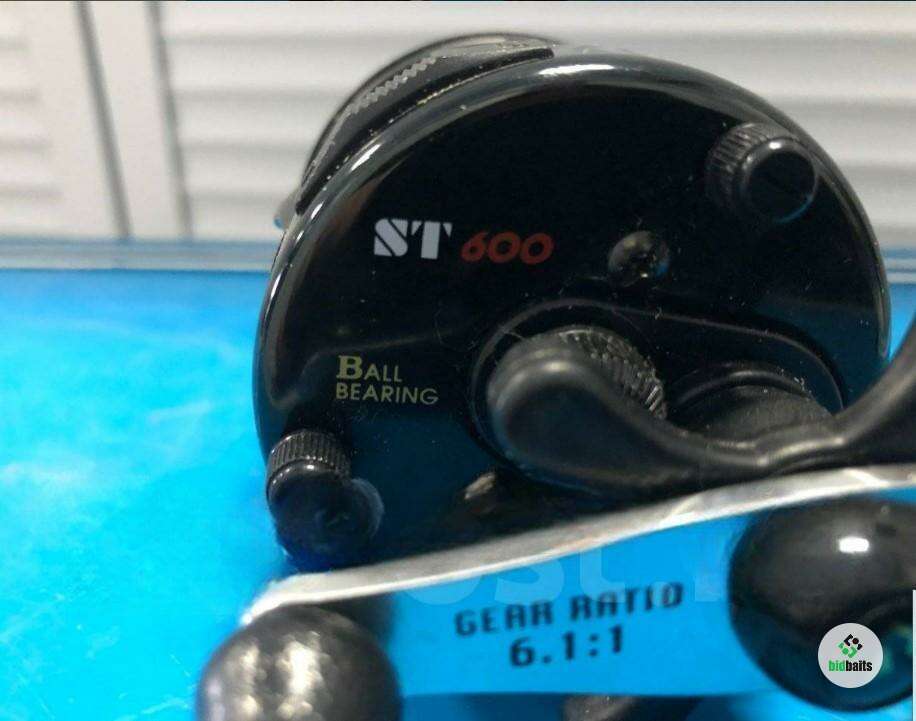 ST 600
BALL
BEARING
GEAR RATIO
6.1:1
bidbaits